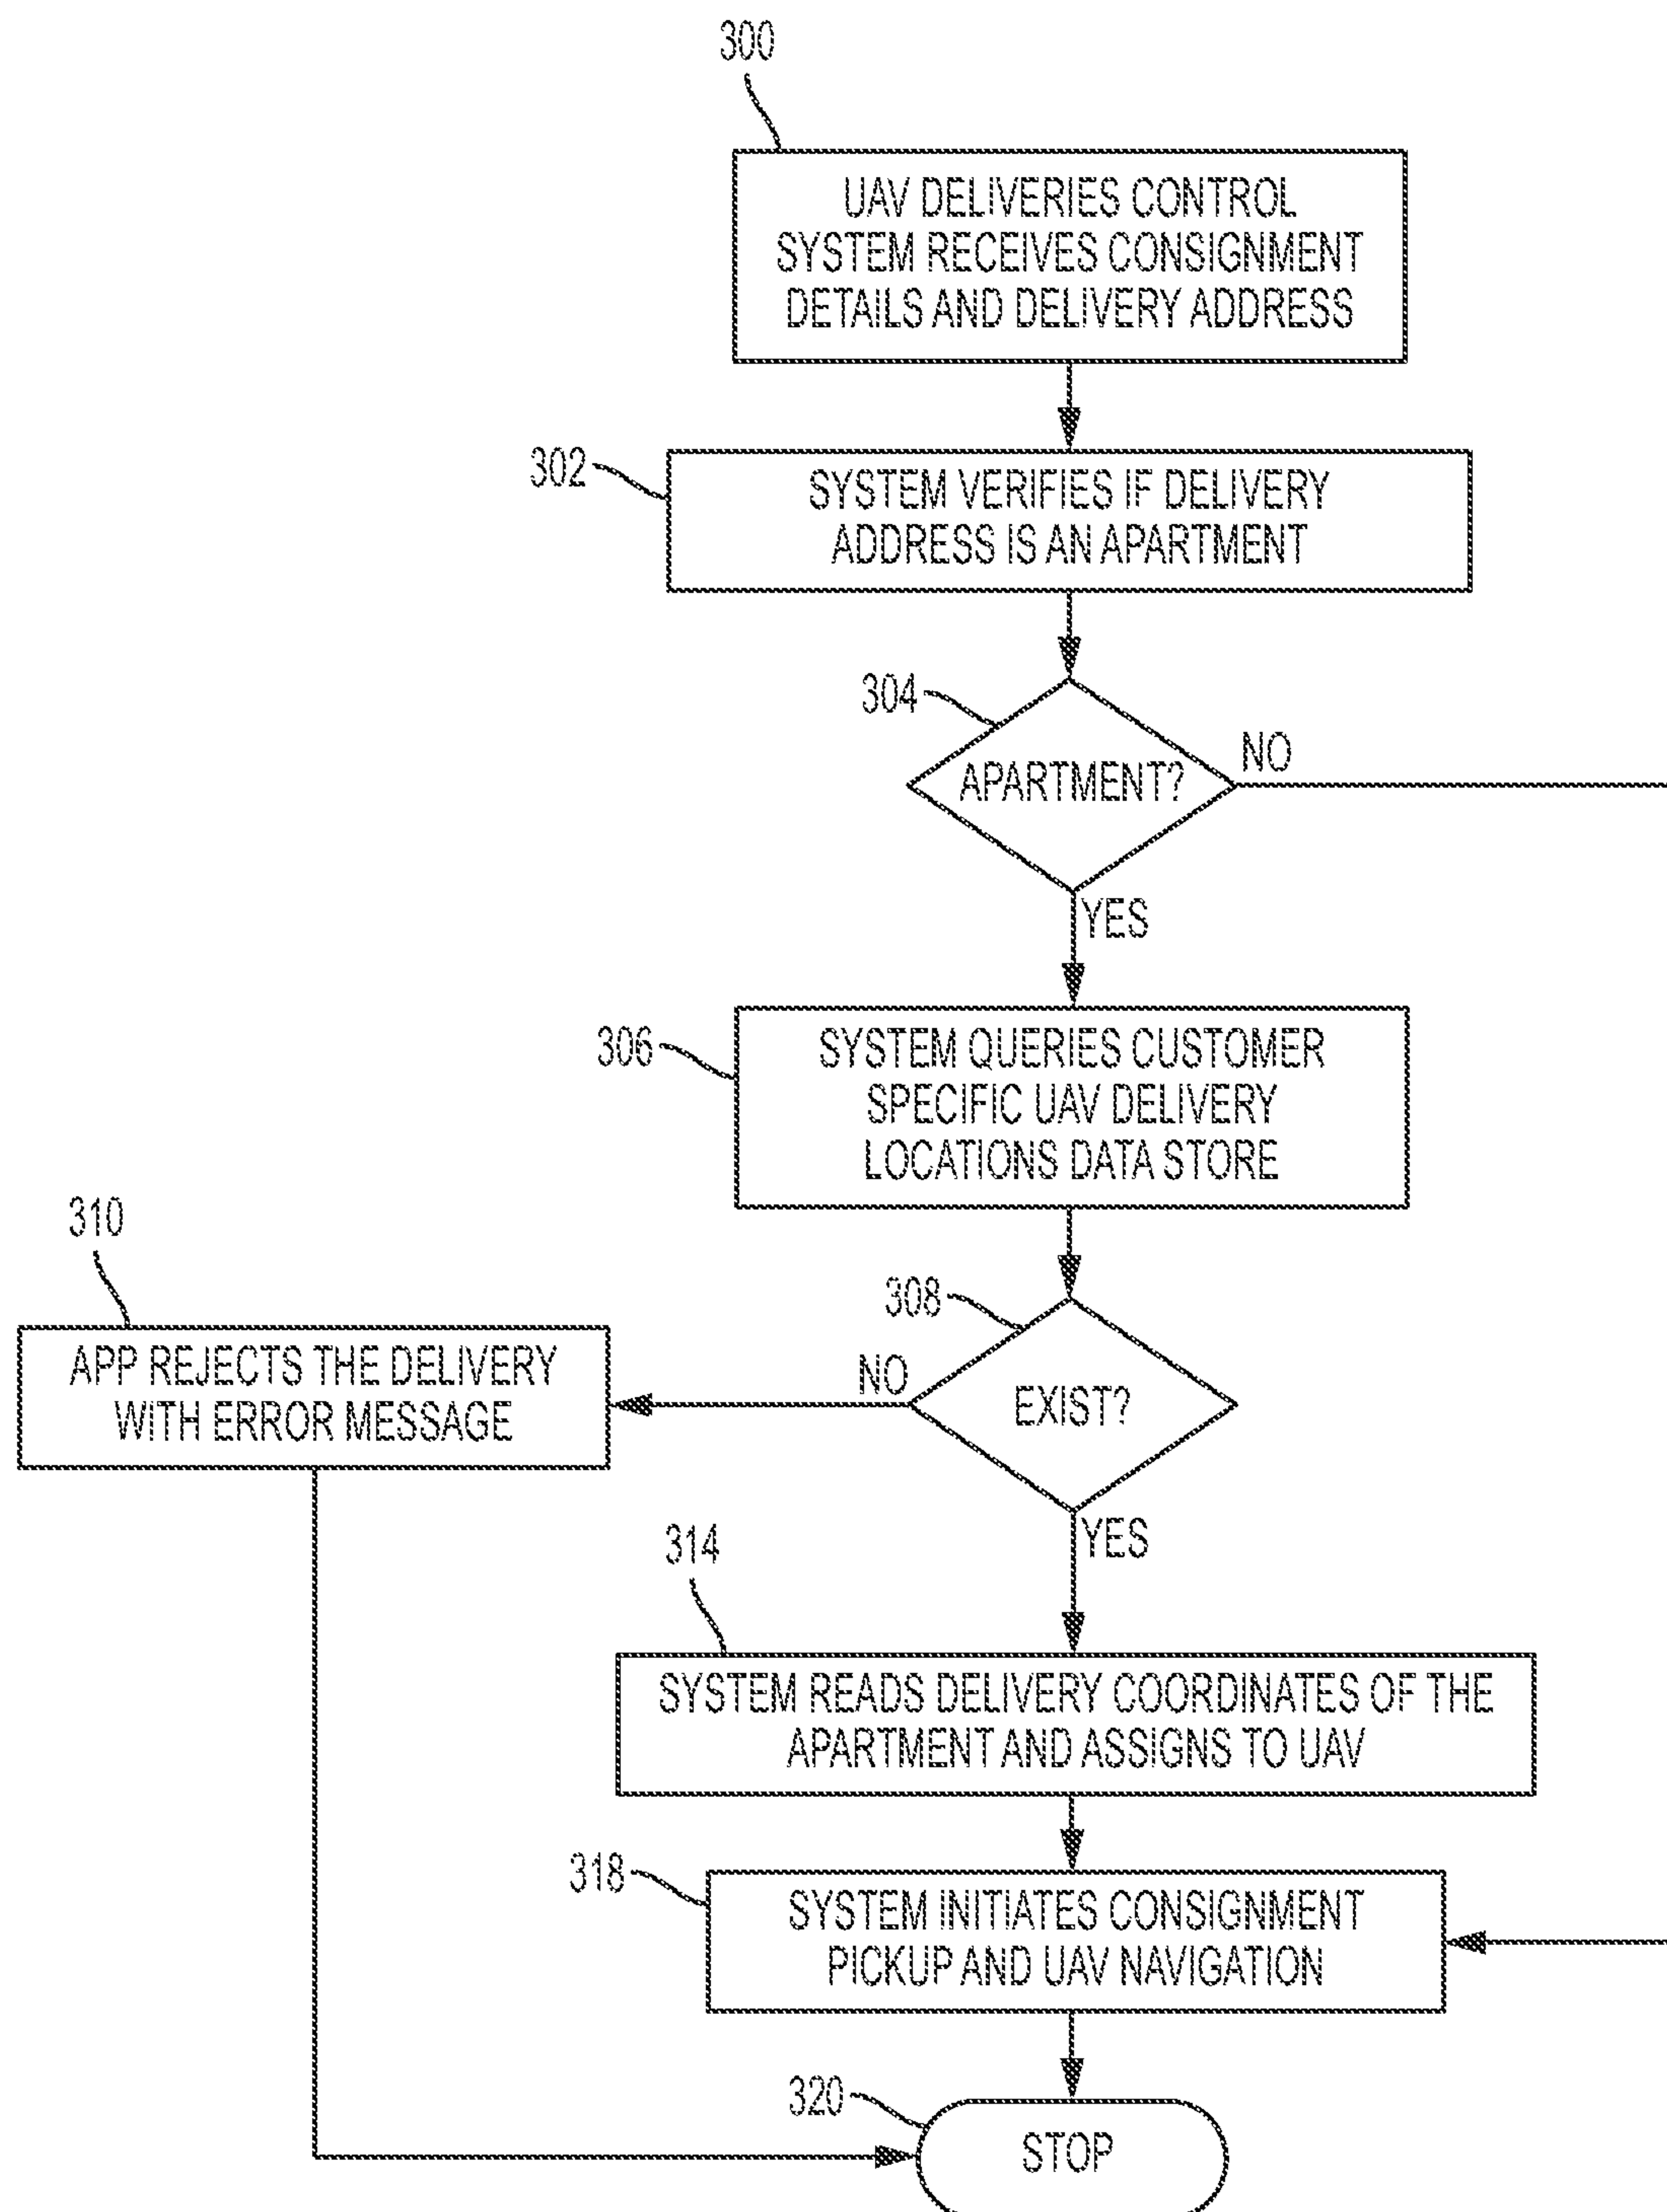 300
UAV DELIVERIES CONTROL
SYSTEM RECEIVES CONSIGNMENT
DETAILS AND DELIVERY ADDRESS
302
SYSTEM VERIFIES IF DELIVERY
ADDRESS IS AN APARTMENT
304
APARTMENT?
NO
YES
306
SYSTEM QUERIES CUSTOMER
SPECIFIC UAV DELIVERY
LOCATIONS DATA STORE
310
APP REJECTS THE DELIVERY
WITH ERROR MESSAGE
308
NO
EXIST?
YES
314
SYSTEM READS DELIVERY COORDINATES OF THE
APARTMENT AND ASSIGNS TO UAV
318
SYSTEM INITIATES CONSIGNMENT
PICKUP AND UAV NAVIGATION
320
STOP